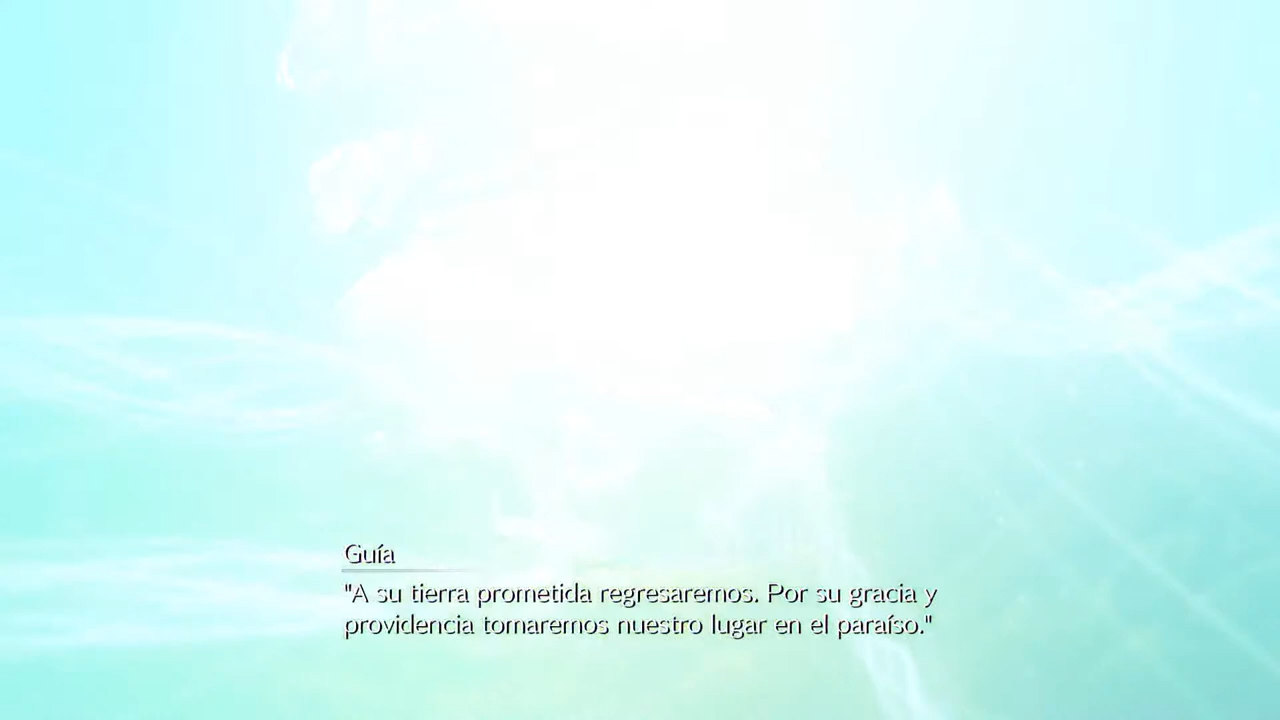 Guía
"A su tierra prometida regresaremos. Por su gracia y
providencia tomaremos nuestro lugar en el paraíso."